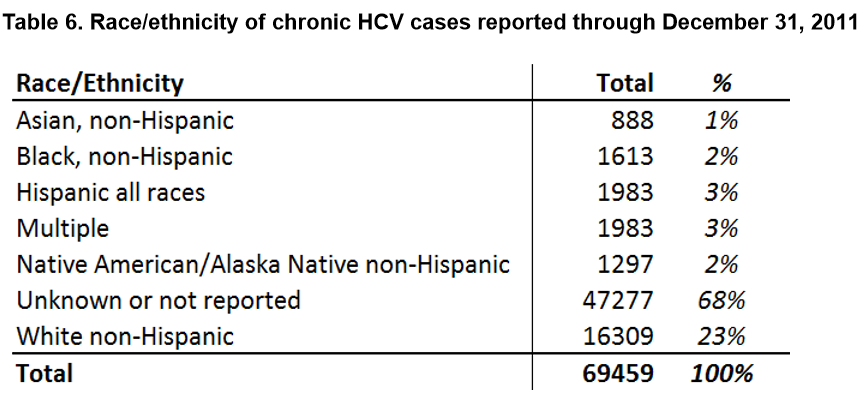 Table 6. Race/ethnicity of chronic HCV cases reported through December 31, 2011
Race/Ethnicity Total %
Asian, non-Hispanic 888 1%
Black, non-Hispanic 1613 2%
Hispanic all races 1983 3%
Multiple 1983 3%
Native American/Alaska Native non-Hispanic 1297 2%
Unknown or not reported 47277 68%
White non-Hispanic 16309 23%
Total 69459 100%